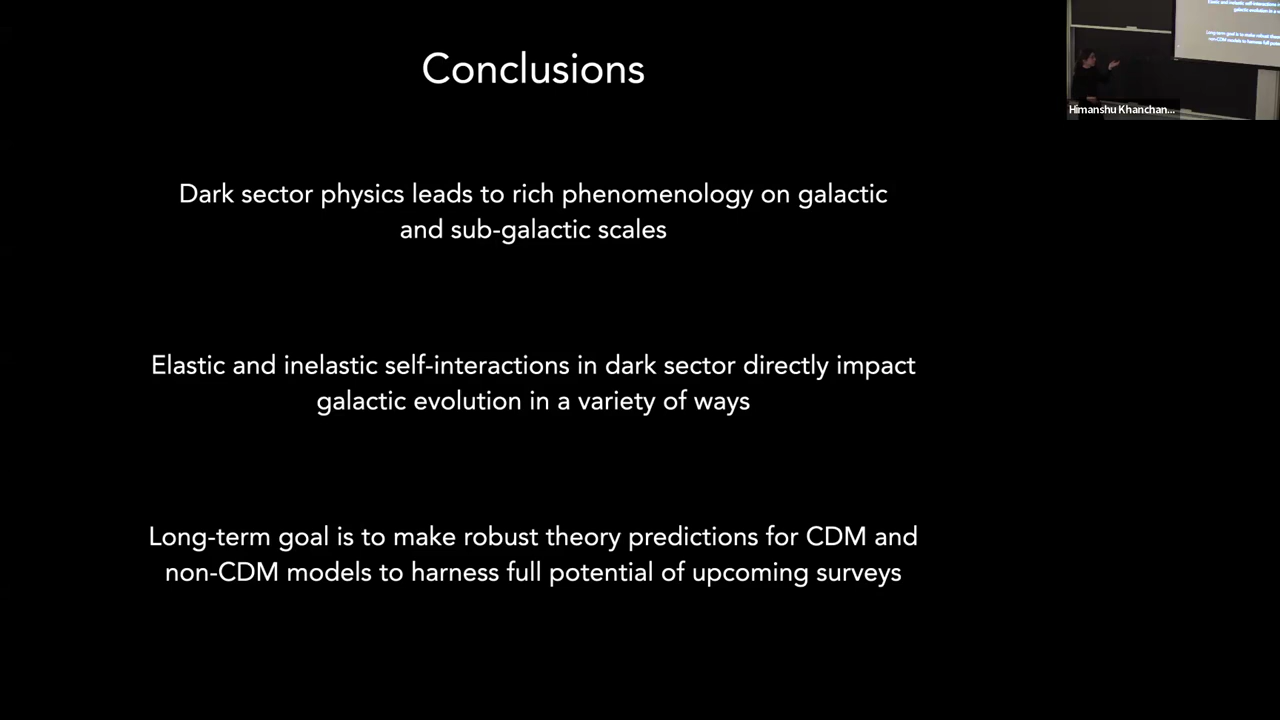 Conclusions
Dark sector physics leads to rich phenomenology on galactic
and sub-galactic scales
Elastic and inelastic self-interactions in dark sector directly impact
galactic evolution in a variety of ways
Long-term goal is to make robust theory predictions for CDM and
non-CDM models to harness full potential of upcoming surveys
Himanshu Khanchan...